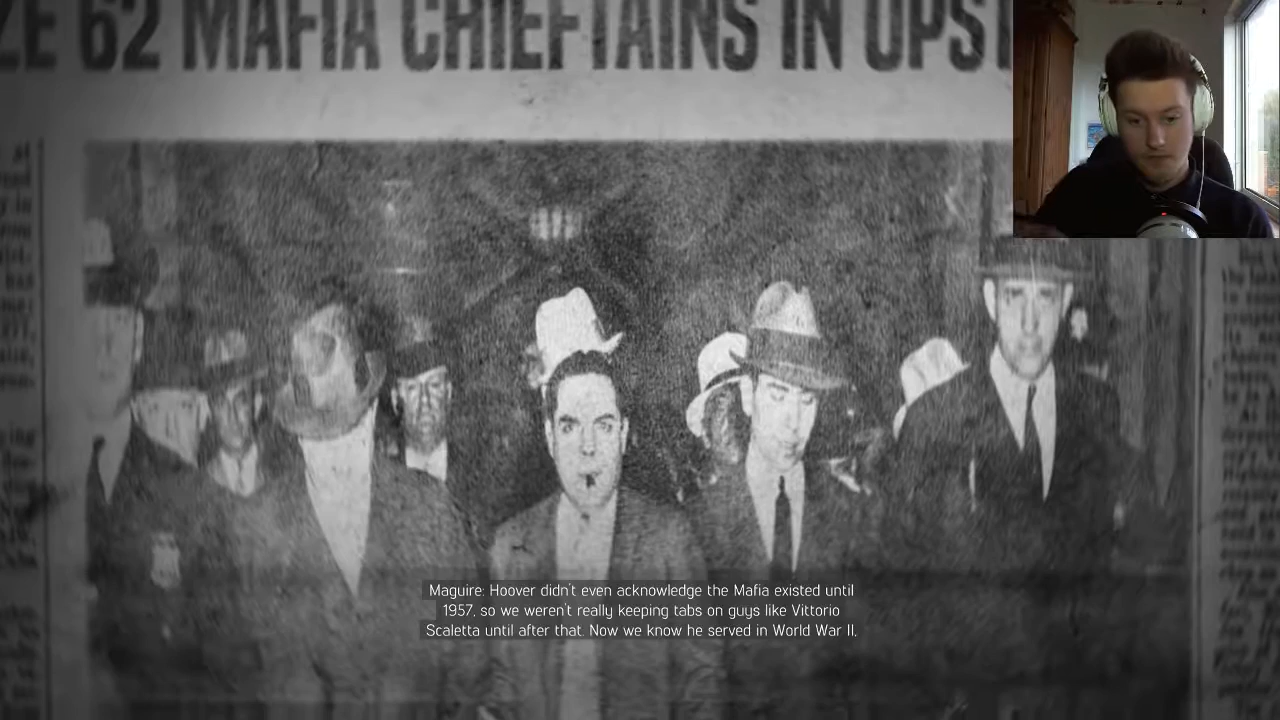 ZE 62 MAFIA CHIEFTAINS IN UPST
Maguire: Hoover didn't even acknowledge the Mafia existed until
1957, so we weren't really keeping tabs on guys like Vittorio
Scaletta until after that. Now we know he served in World War II,